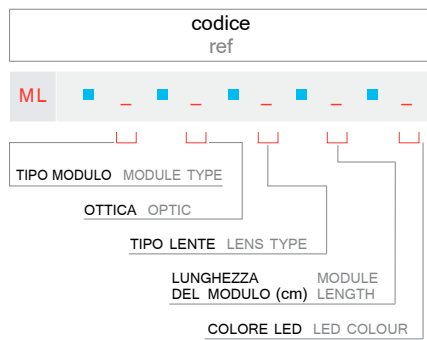 codice
ref
ML ■ _ ■ _ ■ _ ■ _ ■ _
TIPO MODULO MODULE TYPE
OTTICA OPTIC
TIPO LENTE LENS TYPE
LUNGHEZZA MODULE
DEL MODULO (cm) LENGTH
COLORE LED LED COLOUR